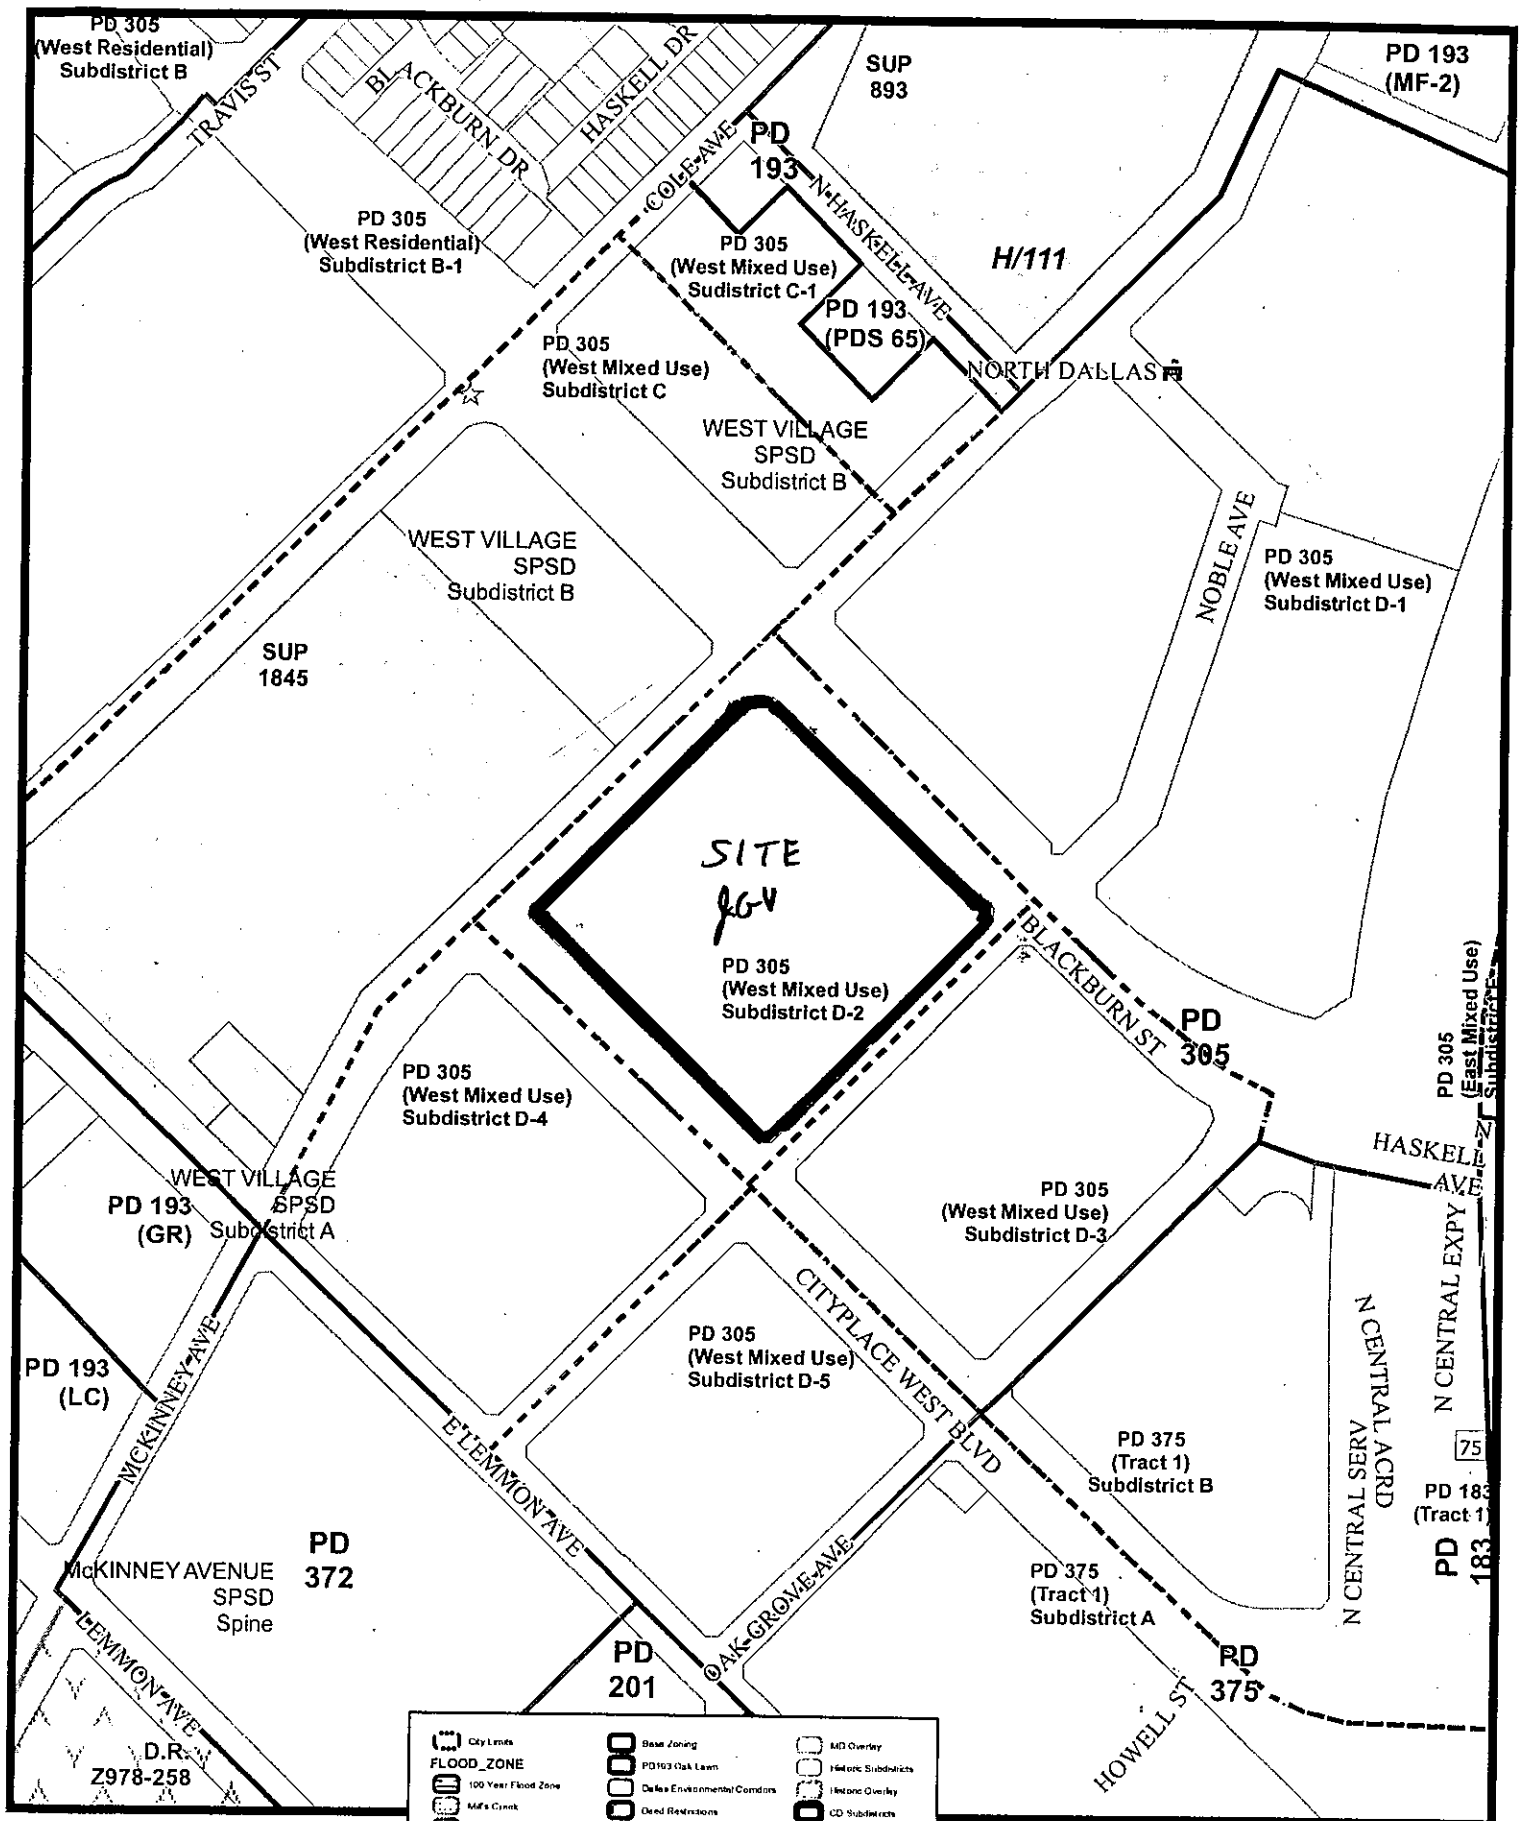 PD 305
(West Residential)
Subdistrict B
TRAVIS ST
BLACKBURN DR
HASKELL DR
SUP
893
PD 193
(MF-2)
COLE AVE
PD
193
N HASKELL AVE
PD 305
(West Residential)
Subdistrict B-1
PD 305
(West Mixed Use)
Sudistrict C-1
H/111
PD 193
(PDS 65)
PD 305
(West Mixed Use)
Subdistrict C
NORTH DALLAS
WEST VILLAGE
SPSD
Subdistrict B
WEST VILLAGE
SPSD
Subdistrict B
NOBLE AVE
PD 305
(West Mixed Use)
Subdistrict D-1
SUP
1845
SITE
PD 305
(West Mixed Use)
Subdistrict D-2
BLACKBURN ST
PD
305
PD 305
(East Mixed Use)
PD 305
(West Mixed Use)
Subdistrict D-4
HASKELL
AVE
N
WEST VILLAGE
SPSD
Subdistrict A
PD 193
(GR)
PD 305
(West Mixed Use)
Subdistrict D-3
N CENTRAL EXPY
CITYPLACE WEST BLVD
N CENTRAL ACRD
N CENTRAL SERV
PD 193
(LC)
MCKINNEY AVE
PD 305
(West Mixed Use)
Subdistrict D-5
E LEMMON AVE
PD 375
(Tract 1)
Subdistrict B
75
PD 183
(Tract 1)
PD
183
McKINNEY AVENUE
SPSD
Spine
PD
372
OAK GROVE AVE
PD 375
(Tract 1)
Subdistrict A
LEMMON AVE
PD
201
PD
375
HOWELL ST
D.R.
Z978-258
City Limits
FLOOD_ZONE
100 Year Flood Zone
Mill's Creek
Base Zoning
PD193 Oak Lawn
Dallas Environmental Corridors
Deed Restrictions
MD Overlay
Historic Subdistricts
Historic Overlay
CD Subdistricts